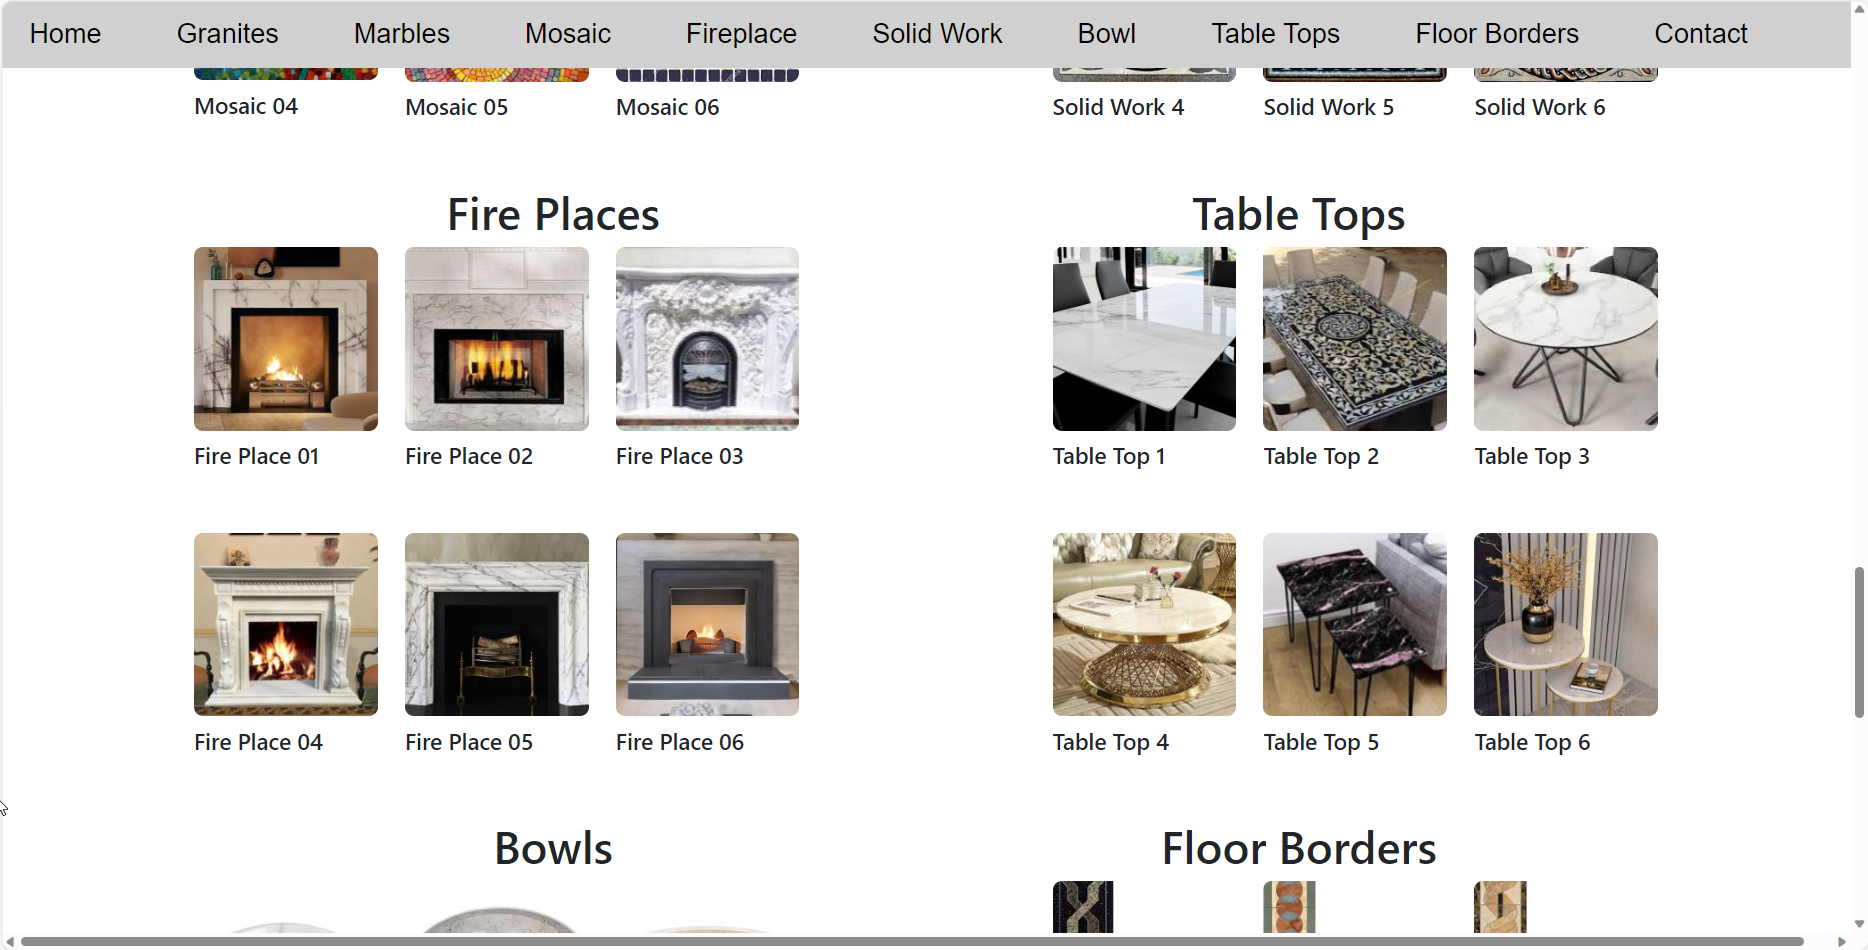 Home Granites Marbles Mosaic Fireplace Solid Work Bowl Table Tops Floor Borders Contact
Mosaic 04 Mosaic 05 Mosaic 06
Solid Work 4 Solid Work 5 Solid Work 6
Fire Places
Fire Place 01 Fire Place 02 Fire Place 03
Fire Place 04 Fire Place 05 Fire Place 06
Table Tops
Table Top 1 Table Top 2 Table Top 3
Table Top 4 Table Top 5 Table Top 6
Bowls
Floor Borders